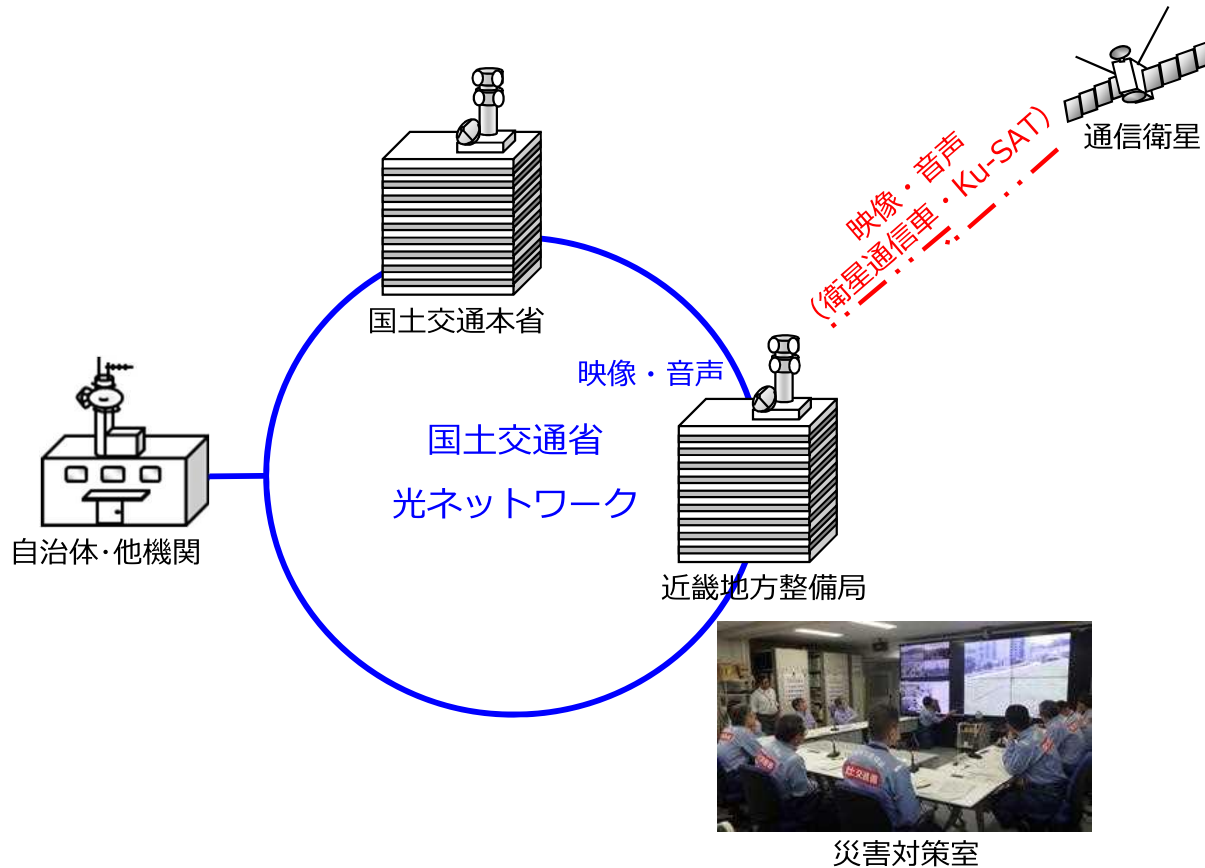 通信衛星
映像・音声
(衛星通信車・Ku-SAT)
国土交通本省
映像・音声
国土交通省
光ネットワーク
自治体･他機関
近畿地方整備局
災害対策室